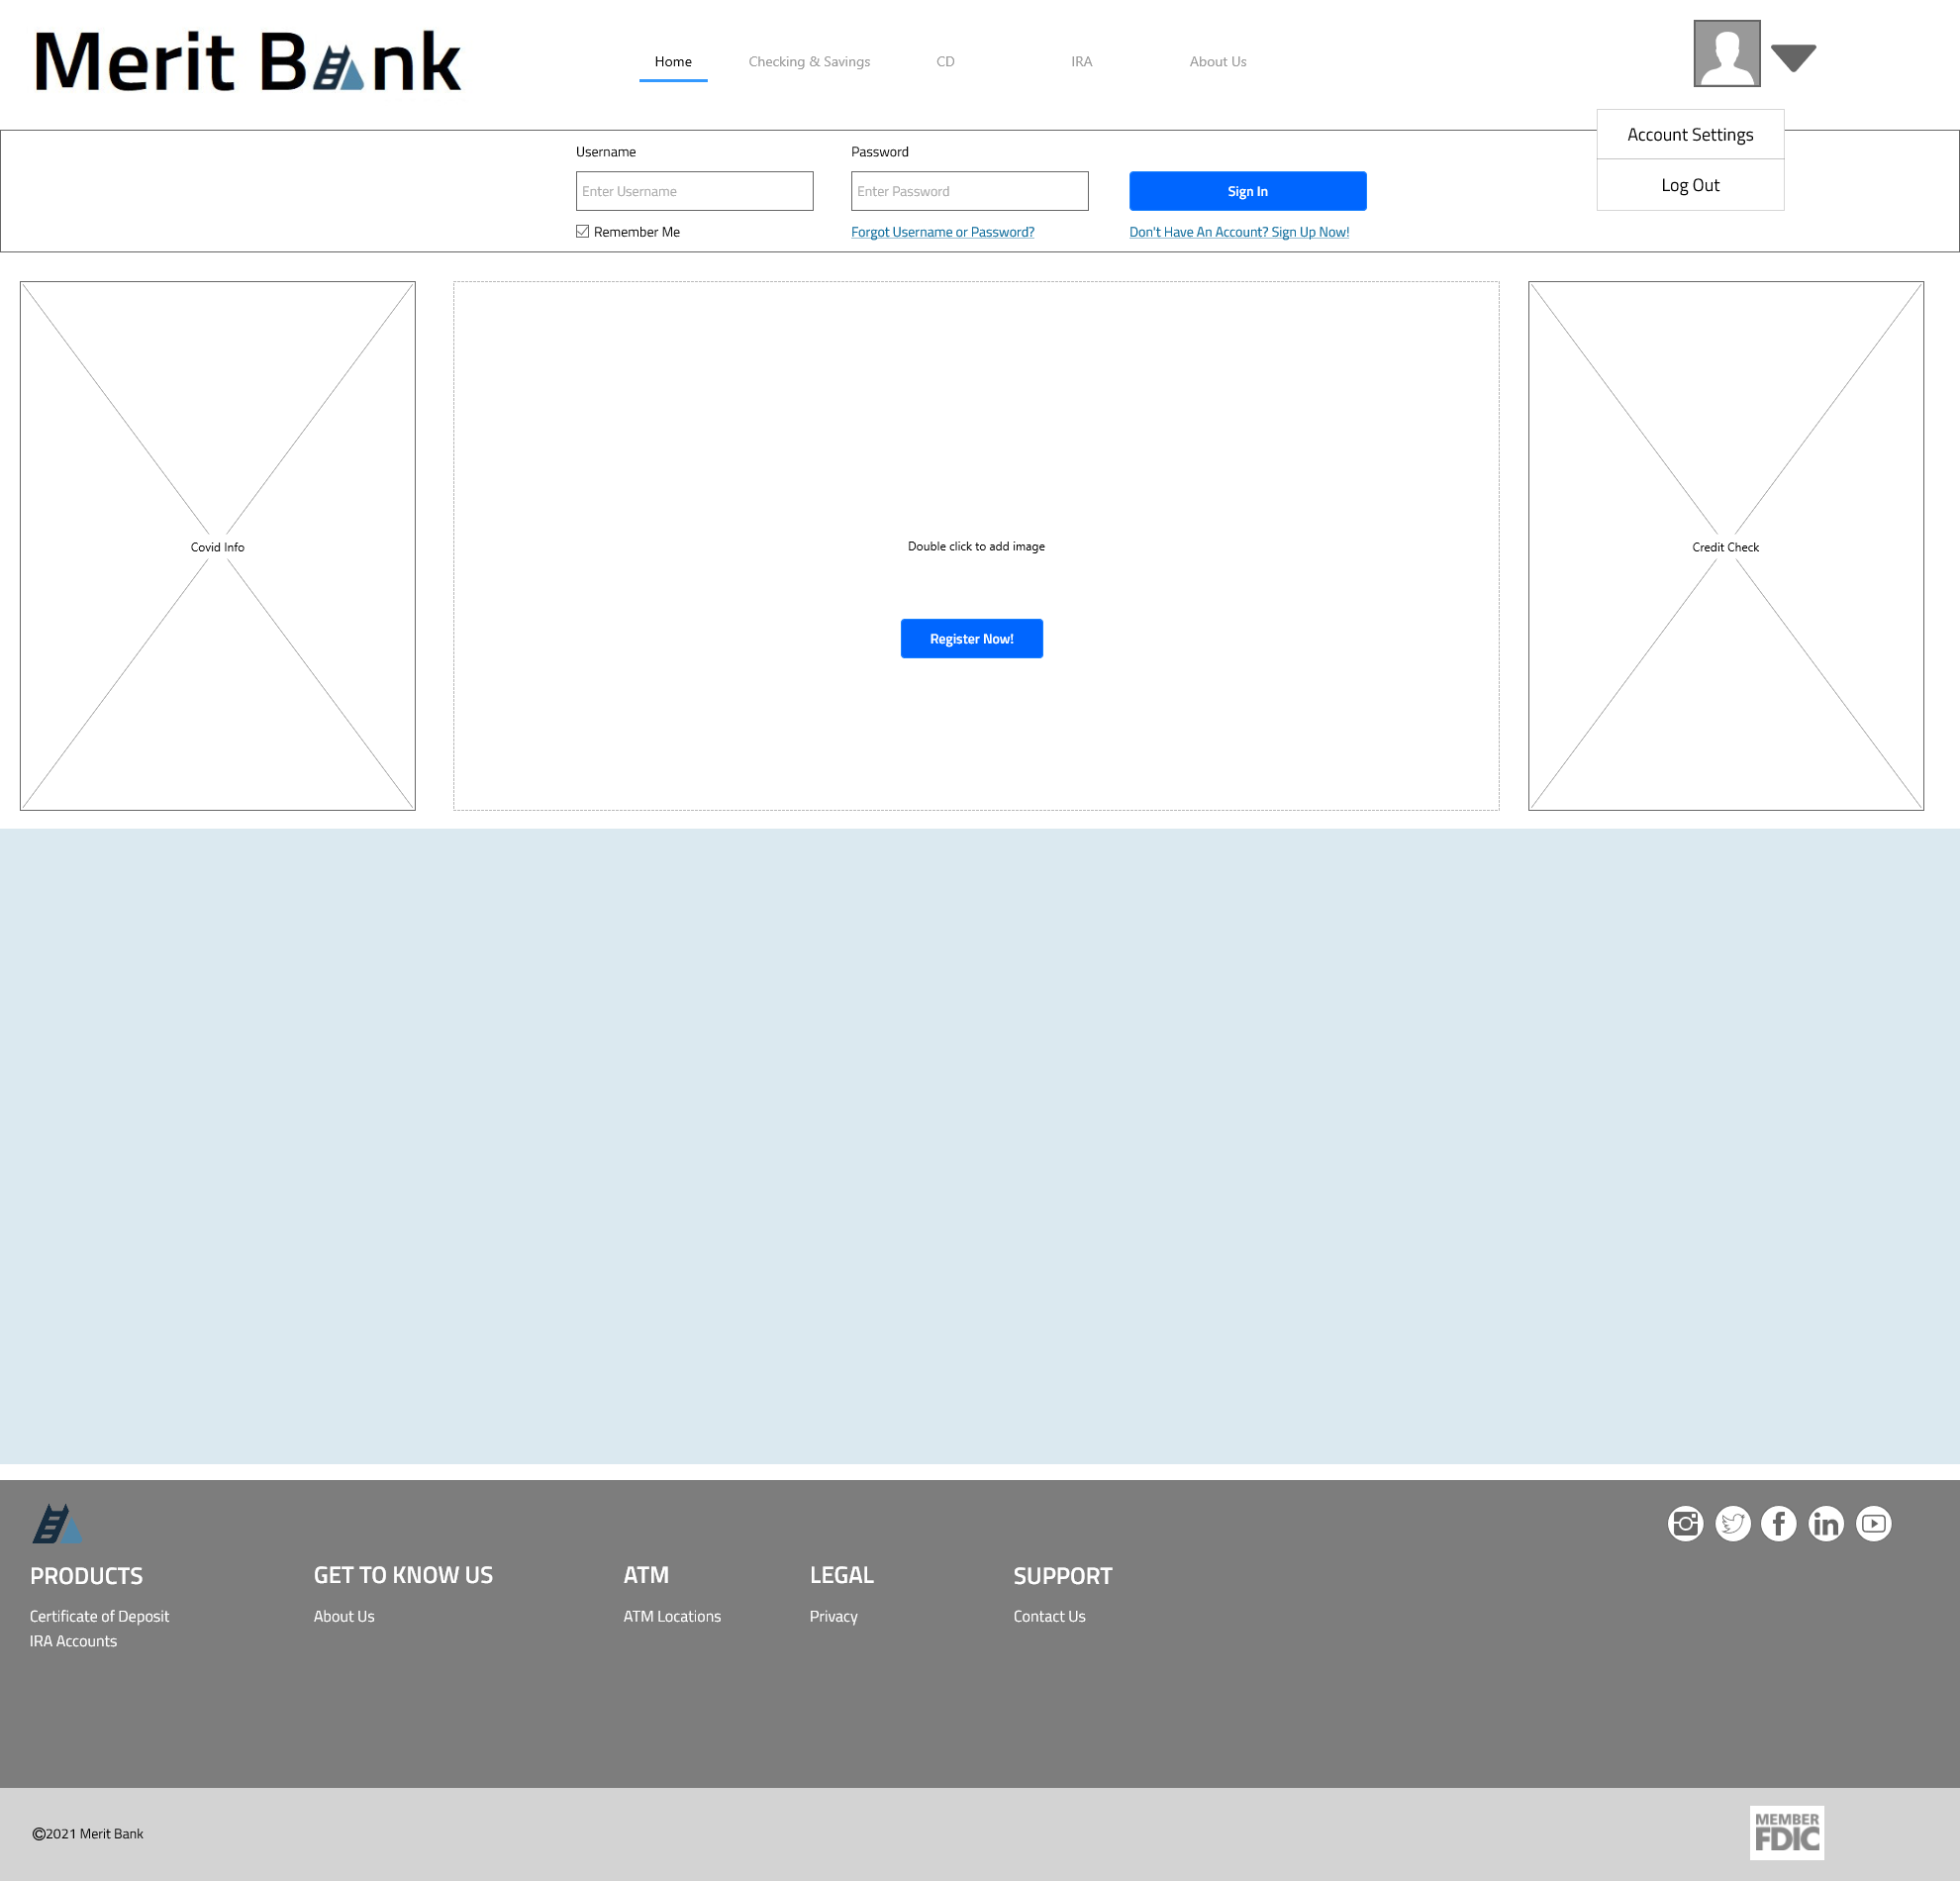 Merit Bank
Home
Checking & Savings
CD
IRA
About Us
Account Settings
Log Out
Username
Password
Enter Username
Enter Password
Sign In
Remember Me
Forgot Username or Password?
Don't Have An Account? Sign Up Now!
Covid Info
Double click to add image
Register Now!
Credit Check
PRODUCTS
Certificate of Deposit
IRA Accounts
GET TO KNOW US
About Us
ATM
ATM Locations
LEGAL
Privacy
SUPPORT
Contact Us
©2021 Merit Bank
MEMBER
FDIC